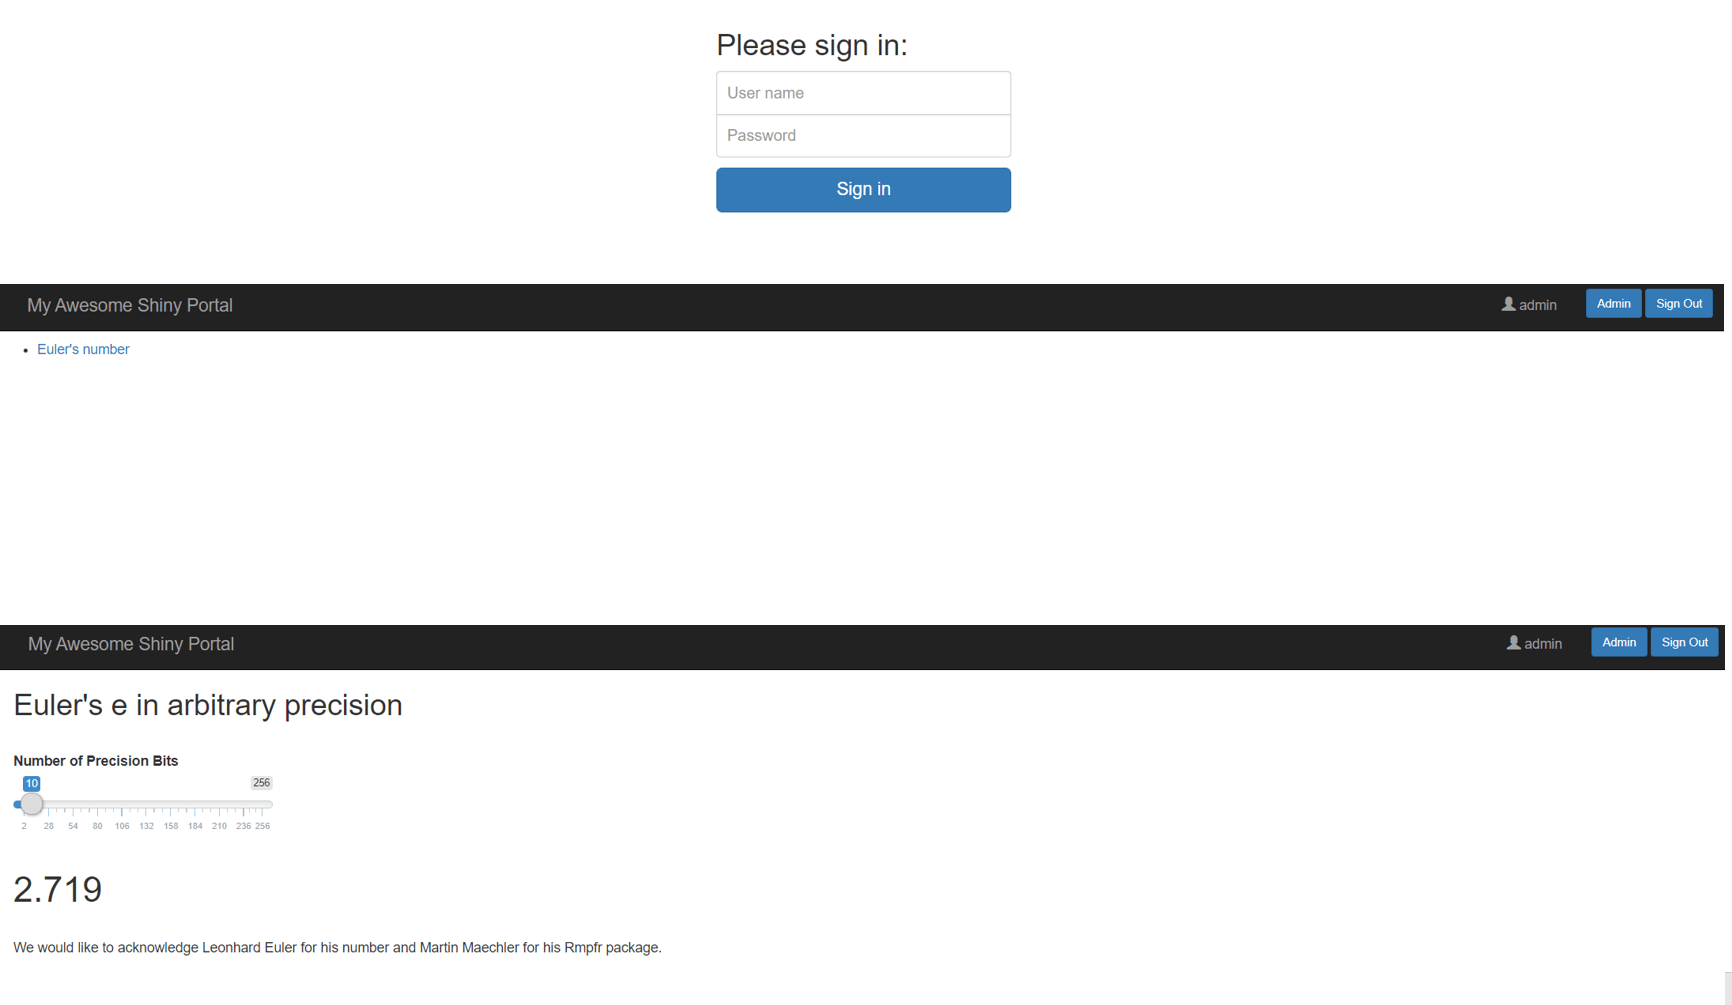 Please sign in:
User name
Password
Sign in
My Awesome Shiny Portal admin Admin Sign Out
Euler's number
My Awesome Shiny Portal admin Admin Sign Out
Euler's e in arbitrary precision
Number of Precision Bits
10 256
2 28 54 80 106 132 158 184 210 236 256
2.719
We would like to acknowledge Leonhard Euler for his number and Martin Maechler for his Rmpfr package.